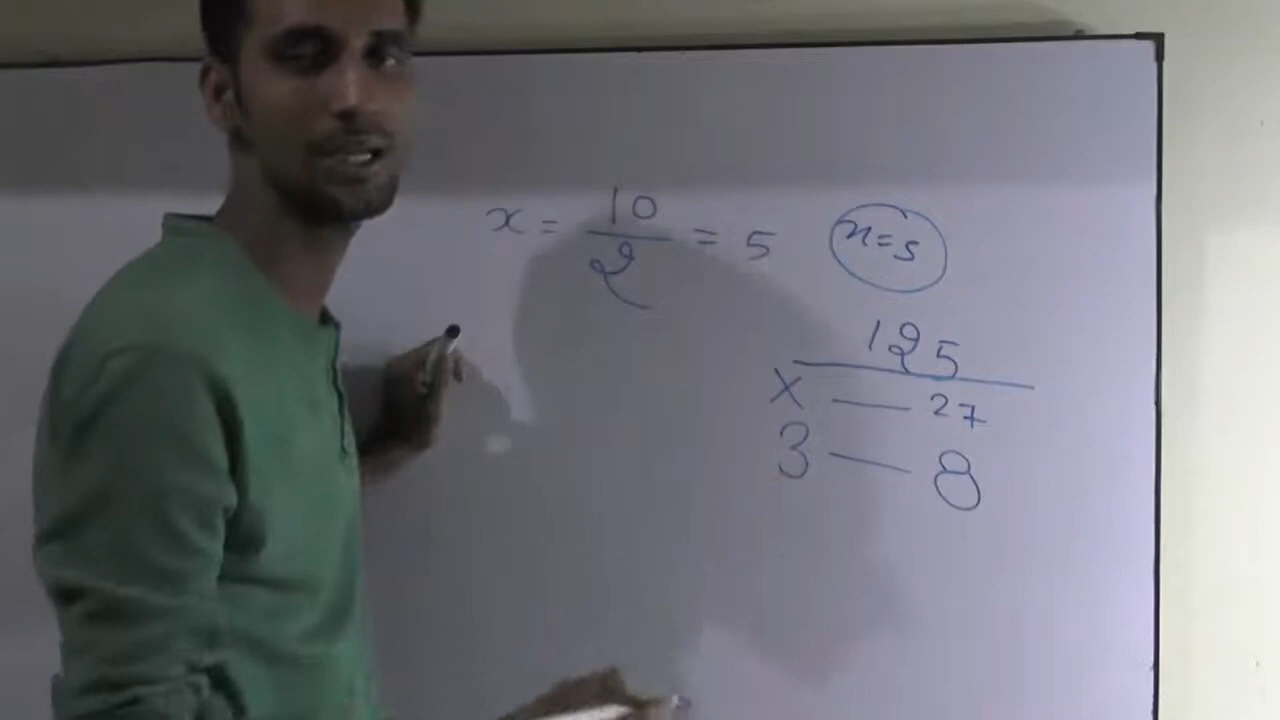 x = 10/2 = 5
x=5
125
X — 27
3 — 8